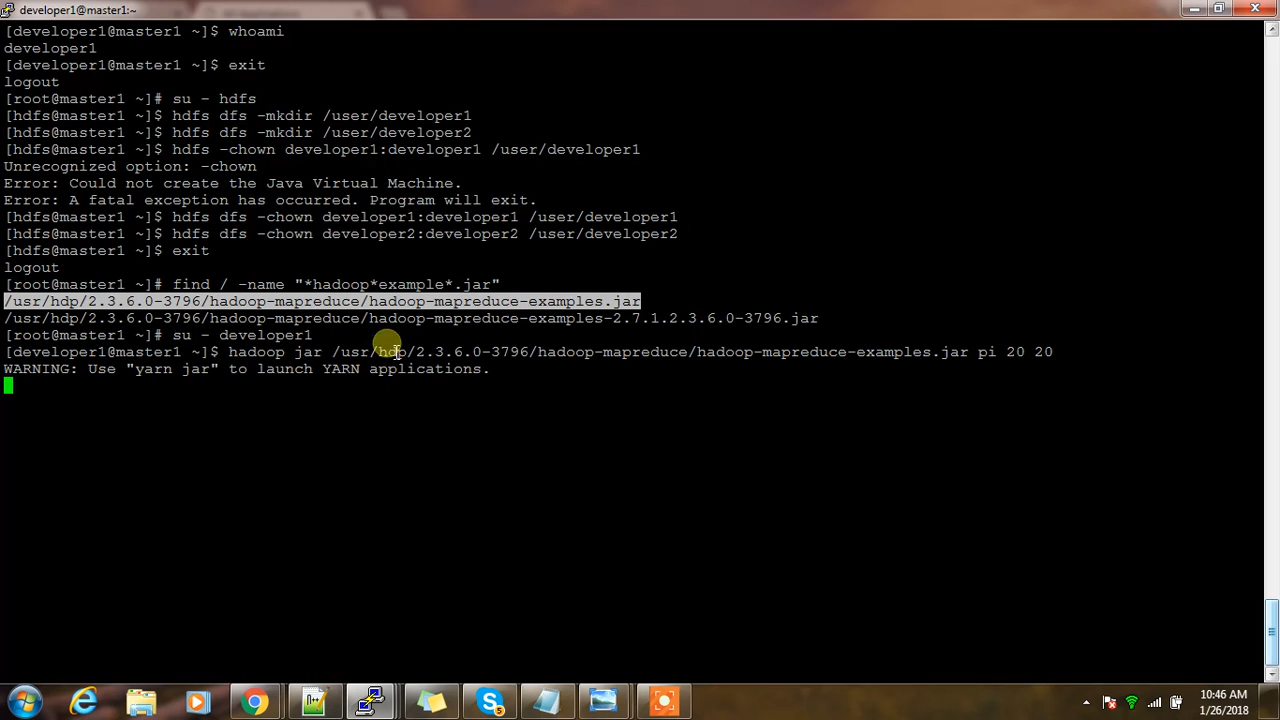 developer1@master1:~
[developer1@master1 ~]$ whoami
developer1
[developer1@master1 ~]$ exit
logout
[root@master1 ~]# su - hdfs
[hdfs@master1 ~]$ hdfs dfs -mkdir /user/developer1
[hdfs@master1 ~]$ hdfs dfs -mkdir /user/developer2
[hdfs@master1 ~]$ hdfs -chown developer1:developer1 /user/developer1
Unrecognized option: -chown
Error: Could not create the Java Virtual Machine.
Error: A fatal exception has occurred. Program will exit.
[hdfs@master1 ~]$ hdfs dfs -chown developer1:developer1 /user/developer1
[hdfs@master1 ~]$ hdfs dfs -chown developer2:developer2 /user/developer2
[hdfs@master1 ~]$ exit
logout
[root@master1 ~]# find / -name "*hadoop*example*.jar"
/usr/hdp/2.3.6.0-3796/hadoop-mapreduce/hadoop-mapreduce-examples.jar
/usr/hdp/2.3.6.0-3796/hadoop-mapreduce/hadoop-mapreduce-examples-2.7.1.2.3.6.0-3796.jar
[root@master1 ~]# su - developer1
[developer1@master1 ~]$ hadoop jar /usr/hdp/2.3.6.0-3796/hadoop-mapreduce/hadoop-mapreduce-examples.jar pi 20 20
WARNING: Use "yarn jar" to launch YARN applications.
10:46 AM
1/26/2018